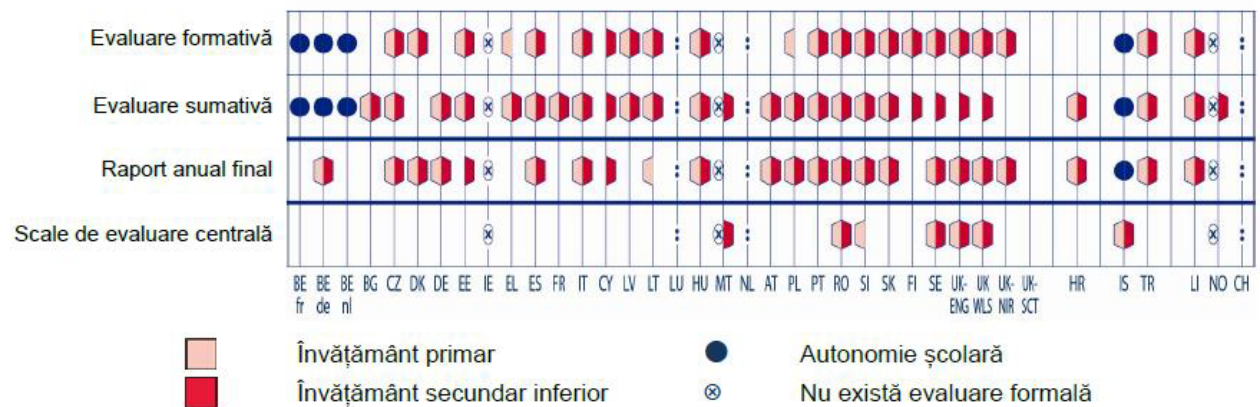 Evaluare formativă
Evaluare sumativă
Raport anual final
Scale de evaluare centrală
BE fr BE de BE nl BG CZ DK DE EE IE EL ES FR IT CY LV LT LU HU MT NL AT PL PT RO SI SK FI SE UK-ENG UK WLS UK-NIR UK-SCT HR IS TR LI NO CH
Învățământ primar
Autonomie școlară
Învățământ secundar inferior
Nu există evaluare formală